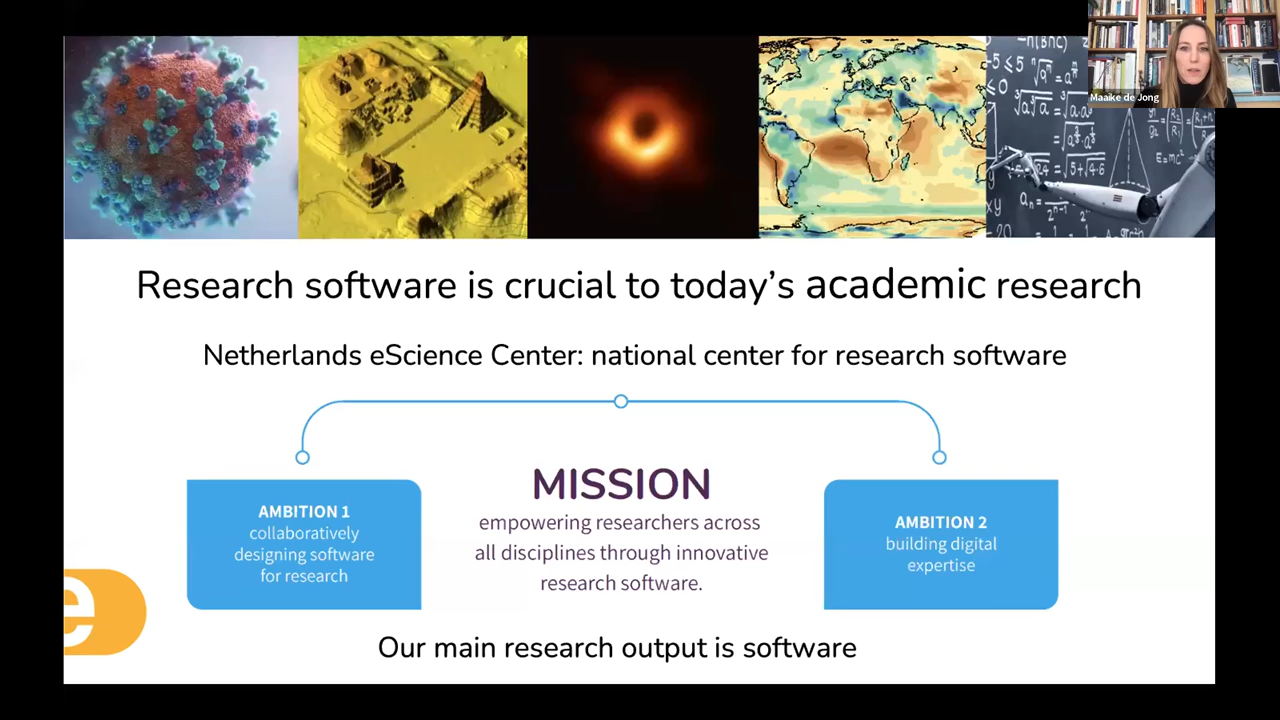 Maaike de Jong
Research software is crucial to today's academic research
Netherlands eScience Center: national center for research software
AMBITION 1
collaboratively
designing software
for research
MISSION
empowering researchers across
all disciplines through innovative
research software.
AMBITION 2
building digital
expertise
e
Our main research output is software